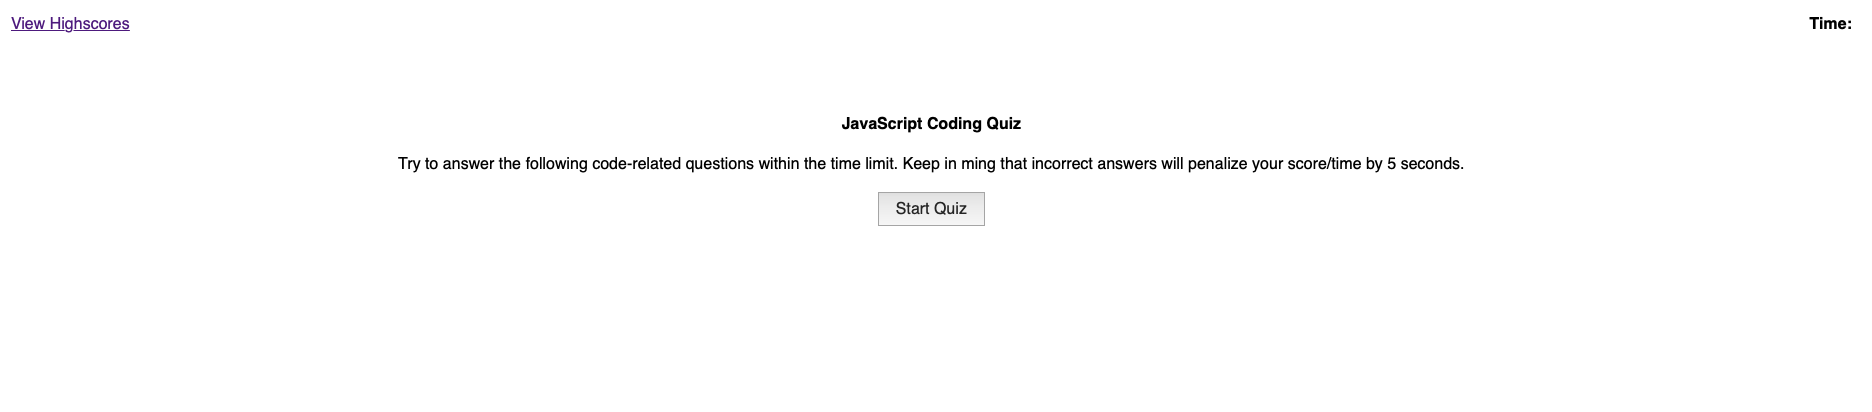 View Highscores
Time:
JavaScript Coding Quiz
Try to answer the following code-related questions within the time limit. Keep in ming that incorrect answers will penalize your score/time by 5 seconds.
Start Quiz